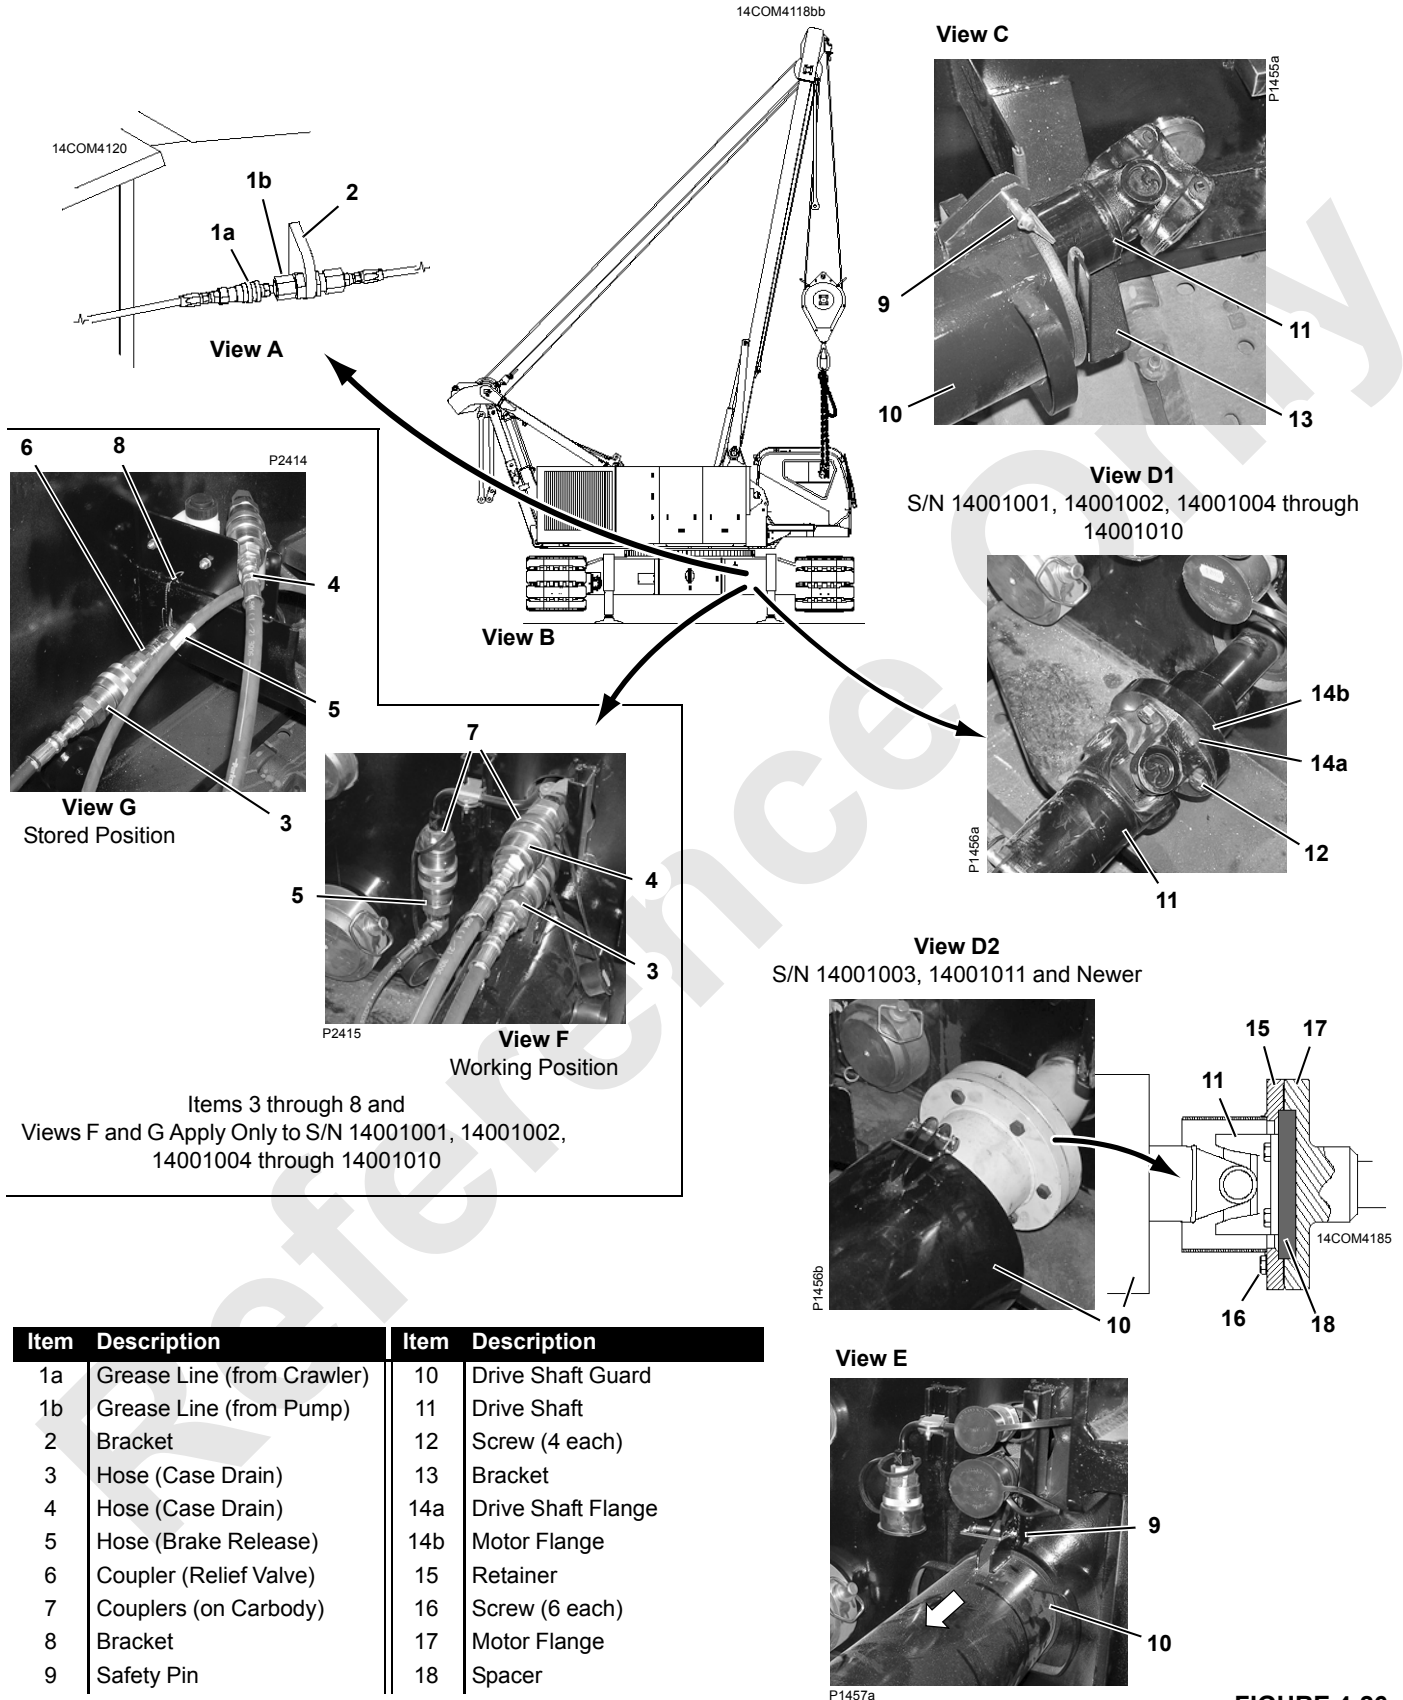 14COM4118bb
View C
P1455a
14COM4120
1b
2
1a
View A
9
11
10
13
6
8
P2414
4
5
3
View G
Stored Position
View B
View D1
S/N 14001001, 14001002, 14001004 through
14001010
14b
14a
12
11
P1456a
7
4
5
3
P2415
View F
Working Position
Items 3 through 8 and
Views F and G Apply Only to S/N 14001001, 14001002,
14001004 through 14001010
View D2
S/N 14001003, 14001011 and Newer
15
17
11
14COM4185
P1456b
10
16
18
View E
9
10
P1457a
Item Description Item Description
1a Grease Line (from Crawler) 10 Drive Shaft Guard
1b Grease Line (from Pump) 11 Drive Shaft
2 Bracket 12 Screw (4 each)
3 Hose (Case Drain) 13 Bracket
4 Hose (Case Drain) 14a Drive Shaft Flange
5 Hose (Brake Release) 14b Motor Flange
6 Coupler (Relief Valve) 15 Retainer
7 Couplers (on Carbody) 16 Screw (6 each)
8 Bracket 17 Motor Flange
9 Safety Pin 18 Spacer
Reference Only